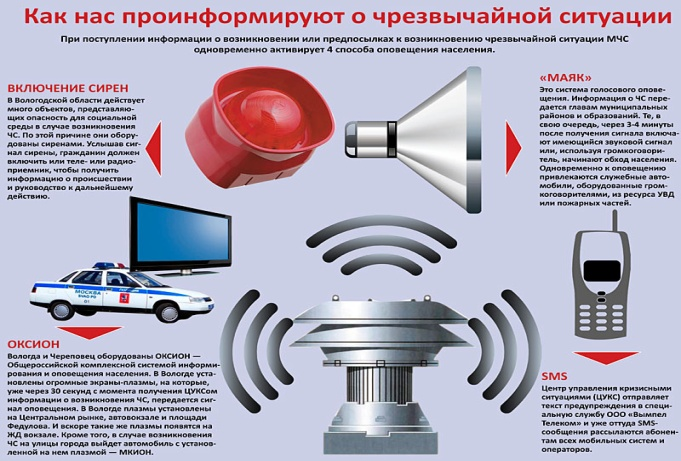 Как нас проинформируют о чрезвычайной ситуации
При поступлении информации о возникновении или предпосылках к возникновению чрезвычайной ситуации МЧС
одновременно активирует 4 способа оповещения населения.
ВКЛЮЧЕНИЕ СИРЕН
В Вологодской области действует
много объектов, представляю-
щих опасность для социальной
среды в случае возникновения
ЧС. По этой причине они обору-
дованы сиренами. Услышав сиг-
нал сирены, гражданин должен
включить или теле- или радио-
приемник, чтобы получить
информацию о происшествии
и руководство к дальнейшему
действию.
«МАЯК»
Это система голосового опове-
щения. Информация о ЧС пере-
дается главам муниципальных
районов и образований. Те, в
свою очередь, через 3-4 минуты
после получения сигнала включа-
ют имеющийся звуковой сигнал
или, используя громкоговори-
тель, начинают обход населения.
Одновременно к оповещению
привлекаются служебные авто-
мобили, оборудованные гром-
коговорителями, из ресурса УВД
или пожарных частей.
МОСКВА
ОКСИОН
Вологда и Череповец оборудованы ОКСИОН —
Общероссийской комплексной системой информи-
рования и оповещения населения. В Вологде уста-
новлены огромные экраны-плазмы, на которые,
уже через 30 секунд с момента получения ЦУКСом
информации о возникновении ЧС, передается сиг-
нал оповещения. В Вологде плазмы установлены
на Центральном рынке, автовокзале и площади
Федулова. И вскоре такие же плазмы появятся на
ЖД вокзале. Кроме того, в случае возникновения
ЧС на улицы города выйдет автомобиль с установ-
ленной на нем плазмой — МКИОН.
SMS
Центр управления кризисными
ситуациями (ЦУКС) отправляет
текст предупреждения в специ-
альную службу ООО «Вымпел
Телеком» и уже оттуда SMS-
сообщения рассылаются абонен-
там всех мобильных систем и
операторов.